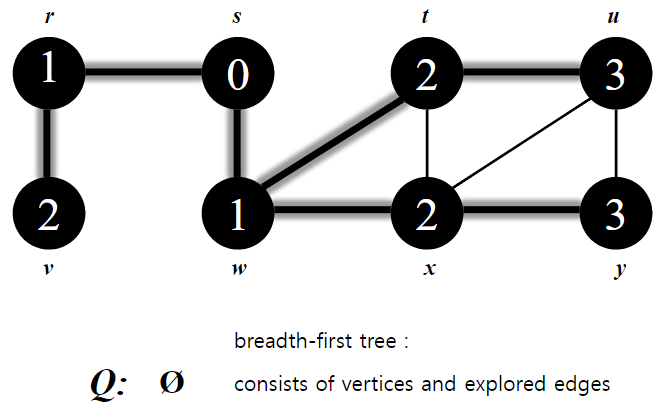 r s t u
1 0 2 3
2 1 2 3
v w x y
breadth-first tree :
Q: Ø consists of vertices and explored edges